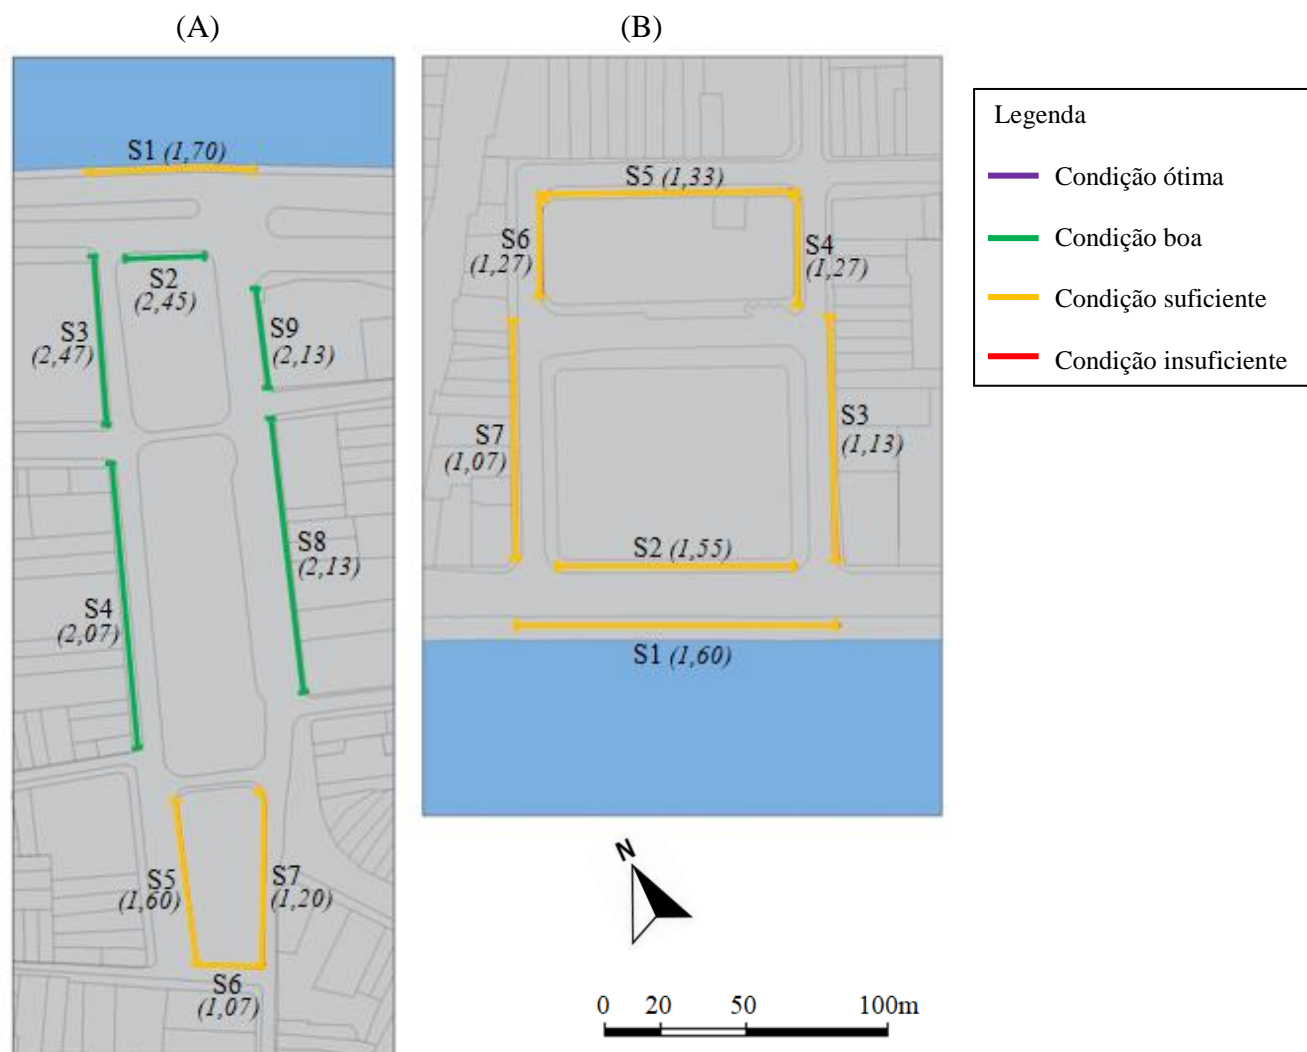 (A)
(B)
S1 (1,70)
S2
(2,45)
S3
(2,47)
S9
(2,13)
S4
(2,07)
S8
(2,13)
S5
(1,60)
S7
(1,20)
S6
(1,07)
S5 (1,33)
S6
(1,27)
S4
(1,27)
S7
(1,07)
S3
(1,13)
S2 (1,55)
S1 (1,60)
Legenda
Condição ótima
Condição boa
Condição suficiente
Condição insuficiente
N
0 20 50 100m